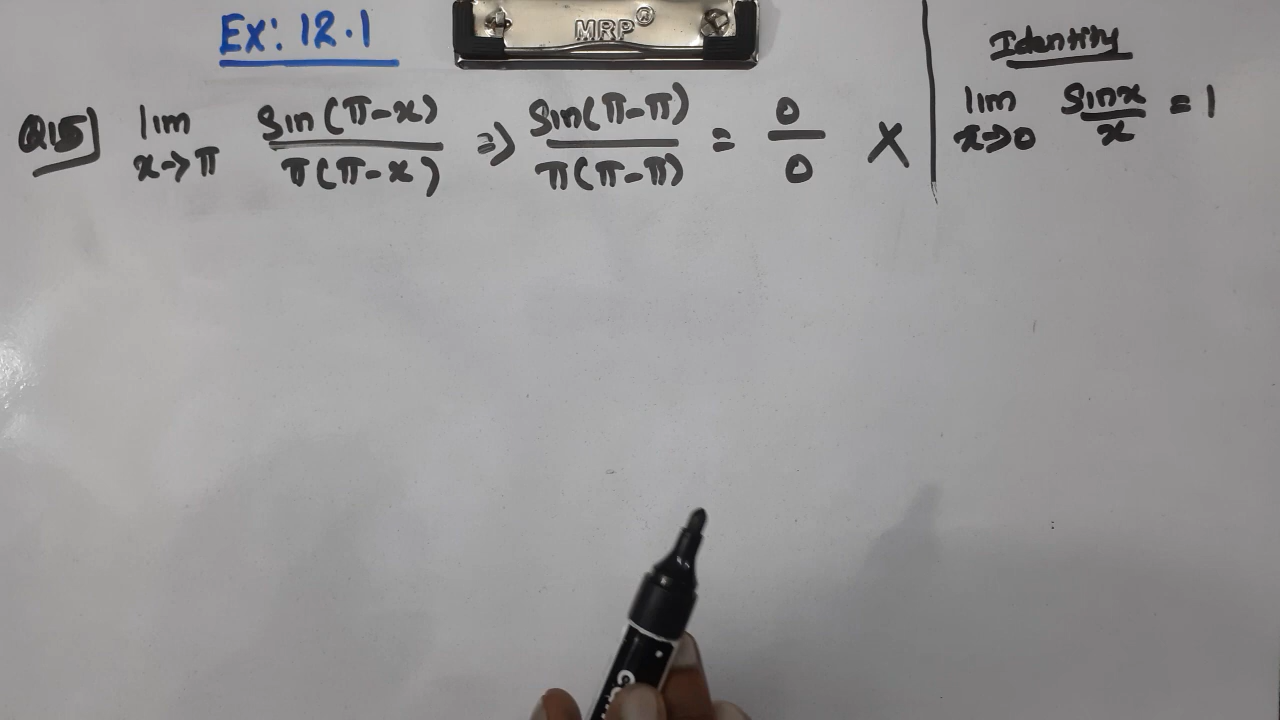 Ex: 12.1
MRP®
Identity
Q15] lim x→π sin(π-x) / π(π-x) ⇒ sin(π-π) / π(π-π) = 0/0 ×
lim x→0 sinx/x = 1